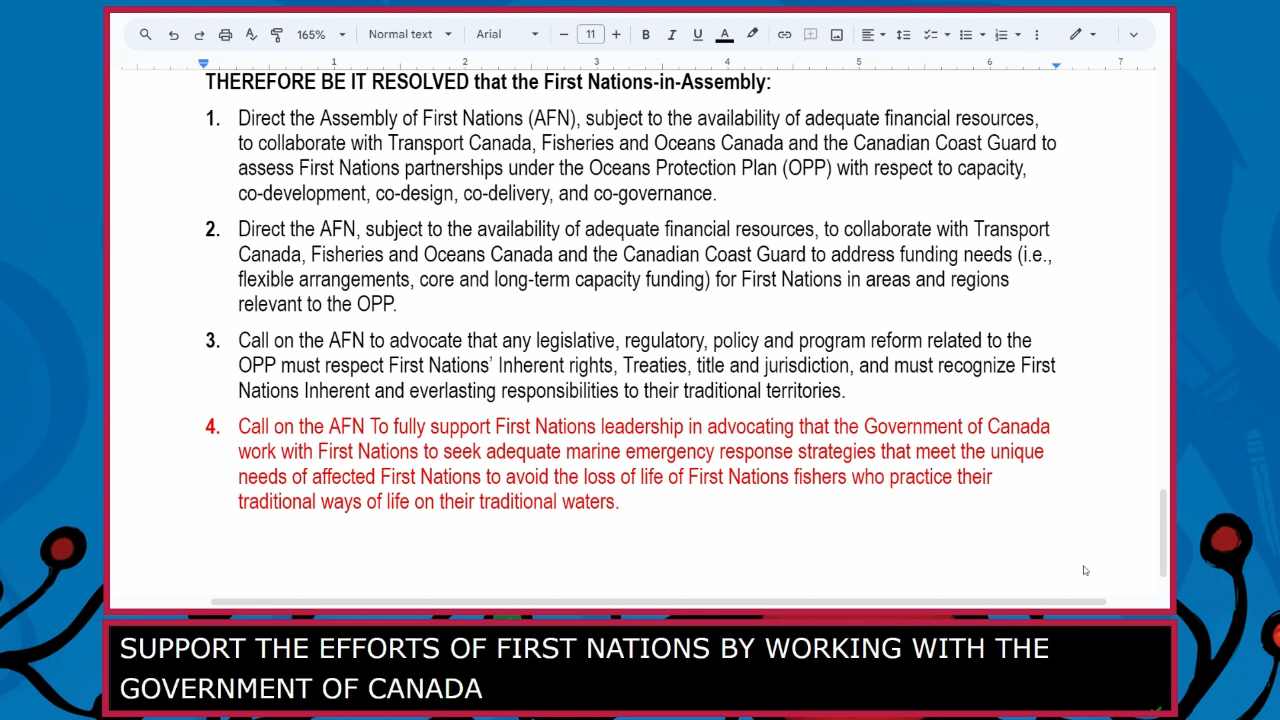 165%
Normal text
Arial
11
B I U A
1 2 3 4 5 6 7
THEREFORE BE IT RESOLVED that the First Nations-in-Assembly:
1. Direct the Assembly of First Nations (AFN), subject to the availability of adequate financial resources,
to collaborate with Transport Canada, Fisheries and Oceans Canada and the Canadian Coast Guard to
assess First Nations partnerships under the Oceans Protection Plan (OPP) with respect to capacity,
co-development, co-design, co-delivery, and co-governance.
2. Direct the AFN, subject to the availability of adequate financial resources, to collaborate with Transport
Canada, Fisheries and Oceans Canada and the Canadian Coast Guard to address funding needs (i.e.,
flexible arrangements, core and long-term capacity funding) for First Nations in areas and regions
relevant to the OPP.
3. Call on the AFN to advocate that any legislative, regulatory, policy and program reform related to the
OPP must respect First Nations’ Inherent rights, Treaties, title and jurisdiction, and must recognize First
Nations Inherent and everlasting responsibilities to their traditional territories.
4. Call on the AFN To fully support First Nations leadership in advocating that the Government of Canada
work with First Nations to seek adequate marine emergency response strategies that meet the unique
needs of affected First Nations to avoid the loss of life of First Nations fishers who practice their
traditional ways of life on their traditional waters.
SUPPORT THE EFFORTS OF FIRST NATIONS BY WORKING WITH THE
GOVERNMENT OF CANADA